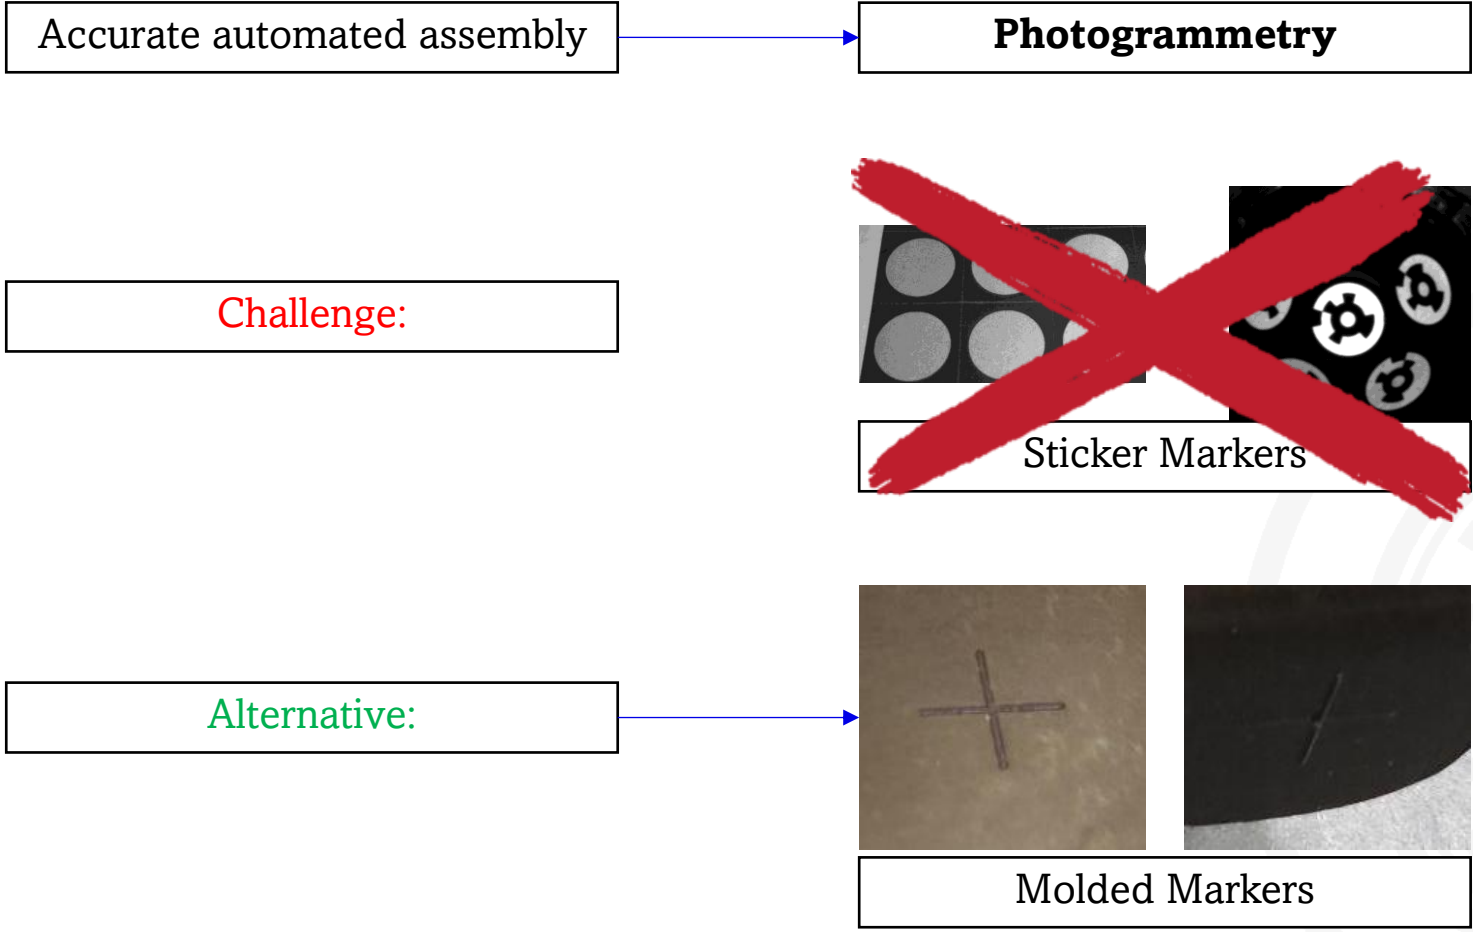 Accurate automated assembly
Photogrammetry
Challenge:
Sticker Markers
Alternative:
Molded Markers